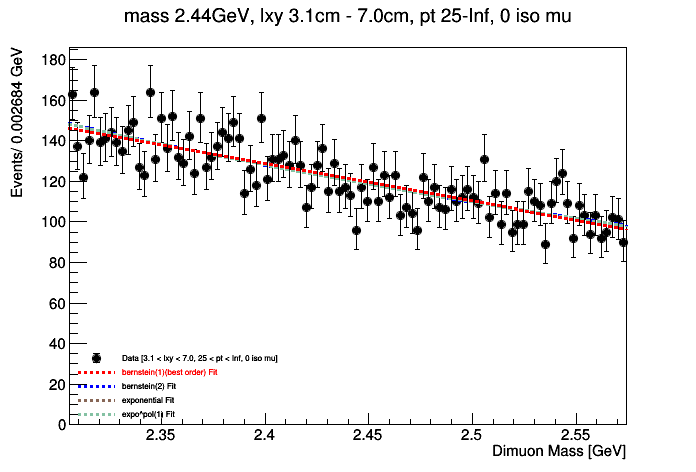 mass 2.44GeV, lxy 3.1cm - 7.0cm, pt 25-Inf, 0 iso mu
Events/ 0.002684 GeV
180
160
140
120
100
80
60
40
20
0
Data [3.1 < lxy < 7.0, 25 < pt < Inf, 0 iso mu]
bernstein(1)(best order) Fit
bernstein(2) Fit
exponential Fit
expo*pol(1) Fit
2.35
2.4
2.45
2.5
2.55
Dimuon Mass [GeV]